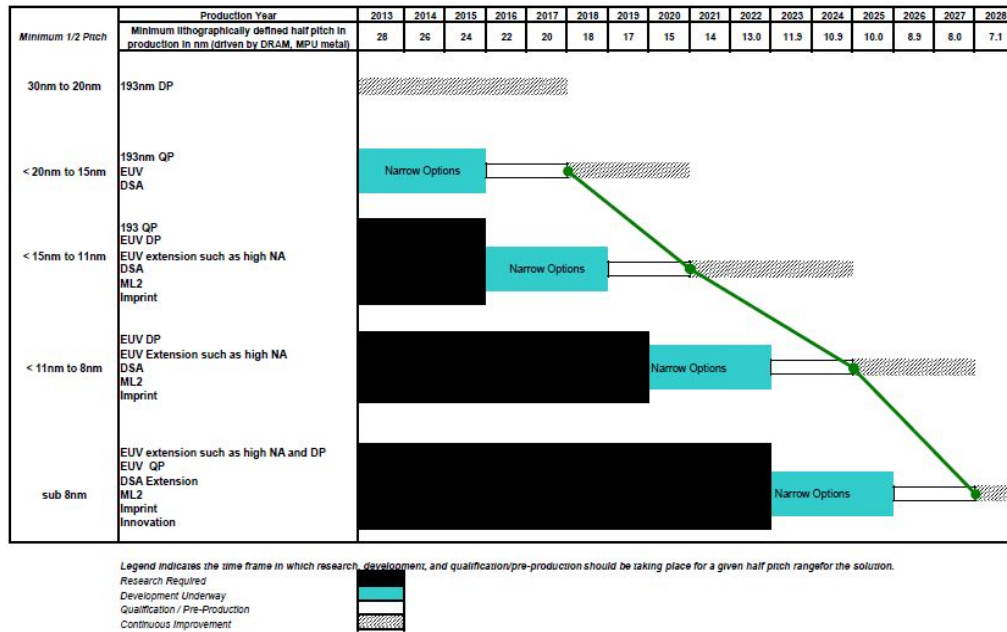 Production Year 2013 2014 2015 2016 2017 2018 2019 2020 2021 2022 2023 2024 2025 2026 2027 2028
Minimum 1/2 Pitch
Minimum lithographically defined half pitch in
production in nm (driven by DRAM, MPU metal)
28 26 24 22 20 18 17 15 14 13.0 11.9 10.9 10.0 8.9 8.0 7.1
30nm to 20nm
193nm DP
< 20nm to 15nm
193nm QP
EUV
DSA
Narrow Options
< 15nm to 11nm
193 QP
EUV DP
EUV extension such as high NA
DSA
ML2
Imprint
Narrow Options
< 11nm to 8nm
EUV DP
EUV Extension such as high NA
DSA
ML2
Imprint
Narrow Options
sub 8nm
EUV extension such as high NA and DP
EUV QP
DSA Extension
ML2
Imprint
Innovation
Narrow Options
Legend indicates the time frame in which research, development, and qualification/pre-production should be taking place for a given half pitch rangefor the solution.
Research Required
Development Underway
Qualification / Pre-Production
Continuous Improvement